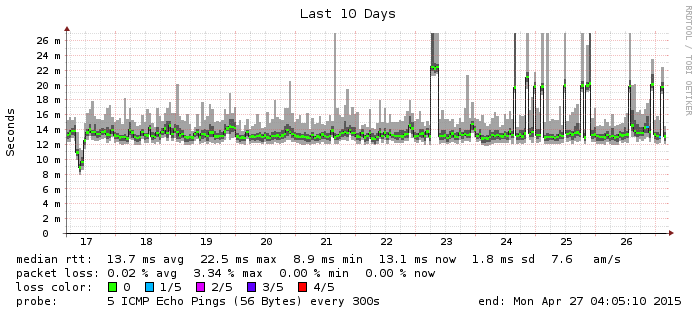 Last 10 Days
RRDTOOL / TOBI OETIKER
Seconds
26 m
24 m
22 m
20 m
18 m
16 m
14 m
12 m
10 m
8 m
6 m
4 m
2 m
0
17 18 19 20 21 22 23 24 25 26
median rtt: 13.7 ms avg 22.5 ms max 8.9 ms min 13.1 ms now 1.8 ms sd 7.6 am/s
packet loss: 0.02 % avg 3.34 % max 0.00 % min 0.00 % now
loss color: 0 1/5 2/5 3/5 4/5
probe: 5 ICMP Echo Pings (56 Bytes) every 300s end: Mon Apr 27 04:05:10 2015